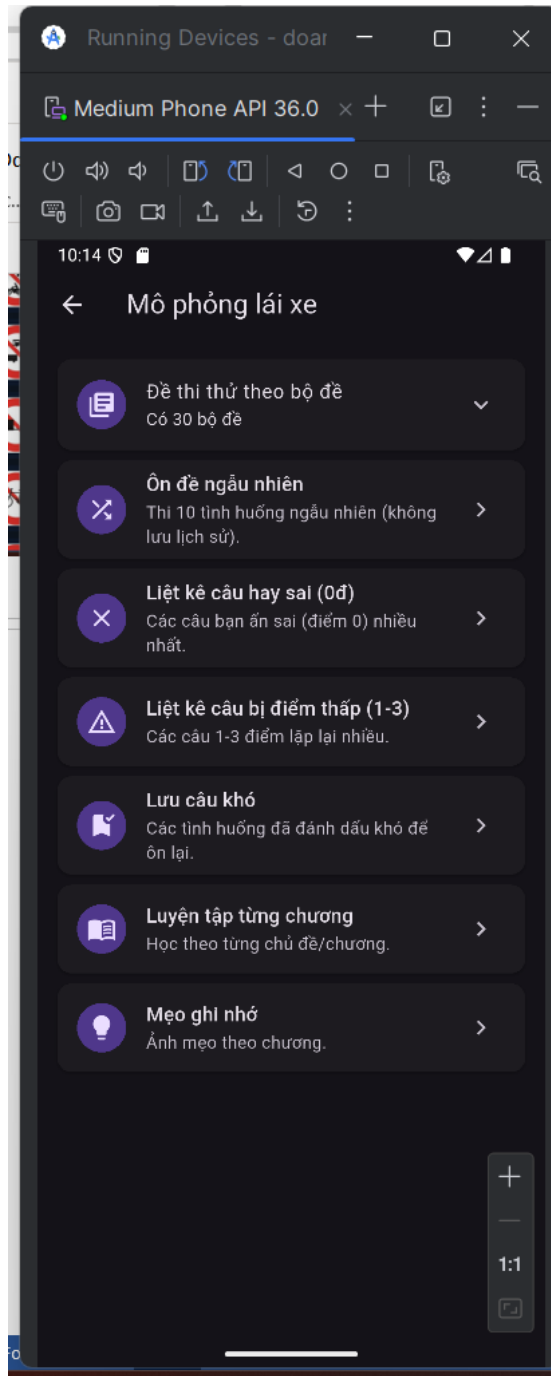 Running Devices - doar
Medium Phone API 36.0
10:14
Mô phỏng lái xe
Đề thi thử theo bộ đề
Có 30 bộ đề
Ôn đề ngẫu nhiên
Thi 10 tình huống ngẫu nhiên (không
lưu lịch sử).
Liệt kê câu hay sai (0đ)
Các câu bạn ấn sai (điểm 0) nhiều
nhất.
Liệt kê câu bị điểm thấp (1-3)
Các câu 1-3 điểm lặp lại nhiều.
Lưu câu khó
Các tình huống đã đánh dấu khó để
ôn lại.
Luyện tập từng chương
Học theo từng chủ đề/chương.
Mẹo ghi nhớ
Ảnh mẹo theo chương.
1:1